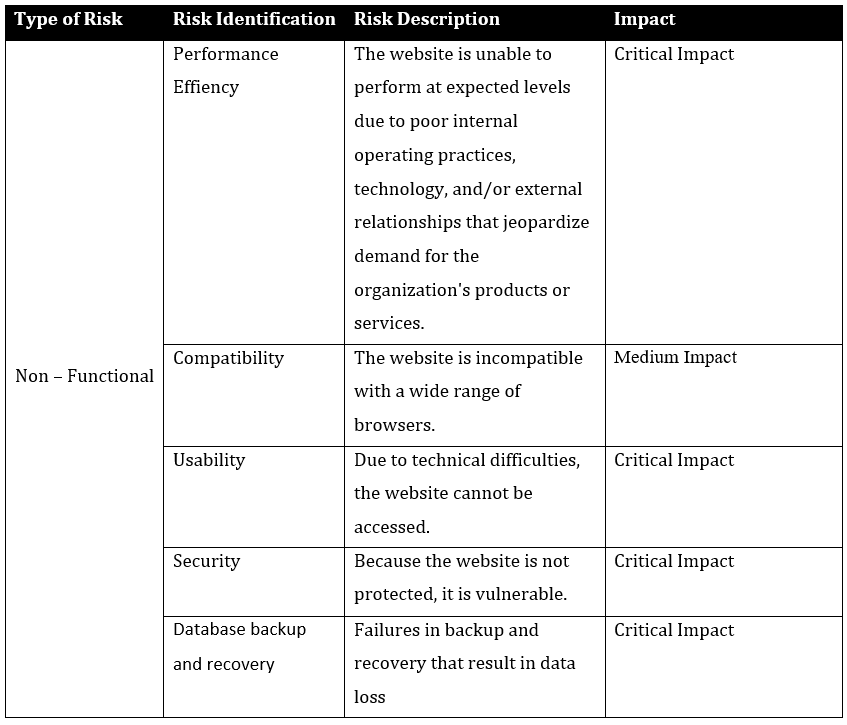 Type of Risk Risk Identification Risk Description Impact
Non – Functional
Performance
Effiency
The website is unable to
perform at expected levels
due to poor internal
operating practices,
technology, and/or external
relationships that jeopardize
demand for the
organization's products or
services.
Critical Impact
Compatibility
The website is incompatible
with a wide range of
browsers.
Medium Impact
Usability
Due to technical difficulties,
the website cannot be
accessed.
Critical Impact
Security
Because the website is not
protected, it is vulnerable.
Critical Impact
Database backup
and recovery
Failures in backup and
recovery that result in data
loss
Critical Impact